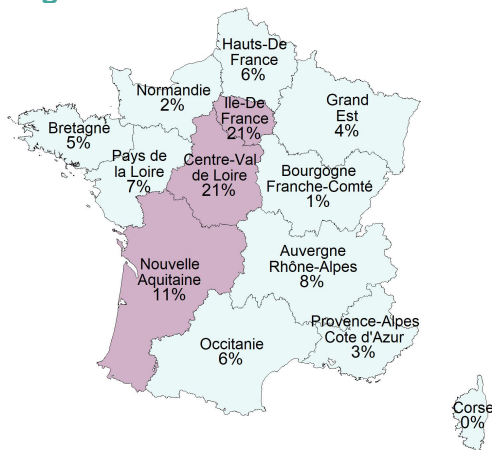 Hauts-De
France
6%
Normandie
2%
Ile-De
France
21%
Grand
Est
4%
Bretagne
5%
Pays de
la Loire
7%
Centre-Val
de Loire
21%
Bourgogne
Franche-Comté
1%
Nouvelle
Aquitaine
11%
Auvergne
Rhône-Alpes
8%
Provence-Alpes
Cote d'Azur
3%
Occitanie
6%
Corse
0%